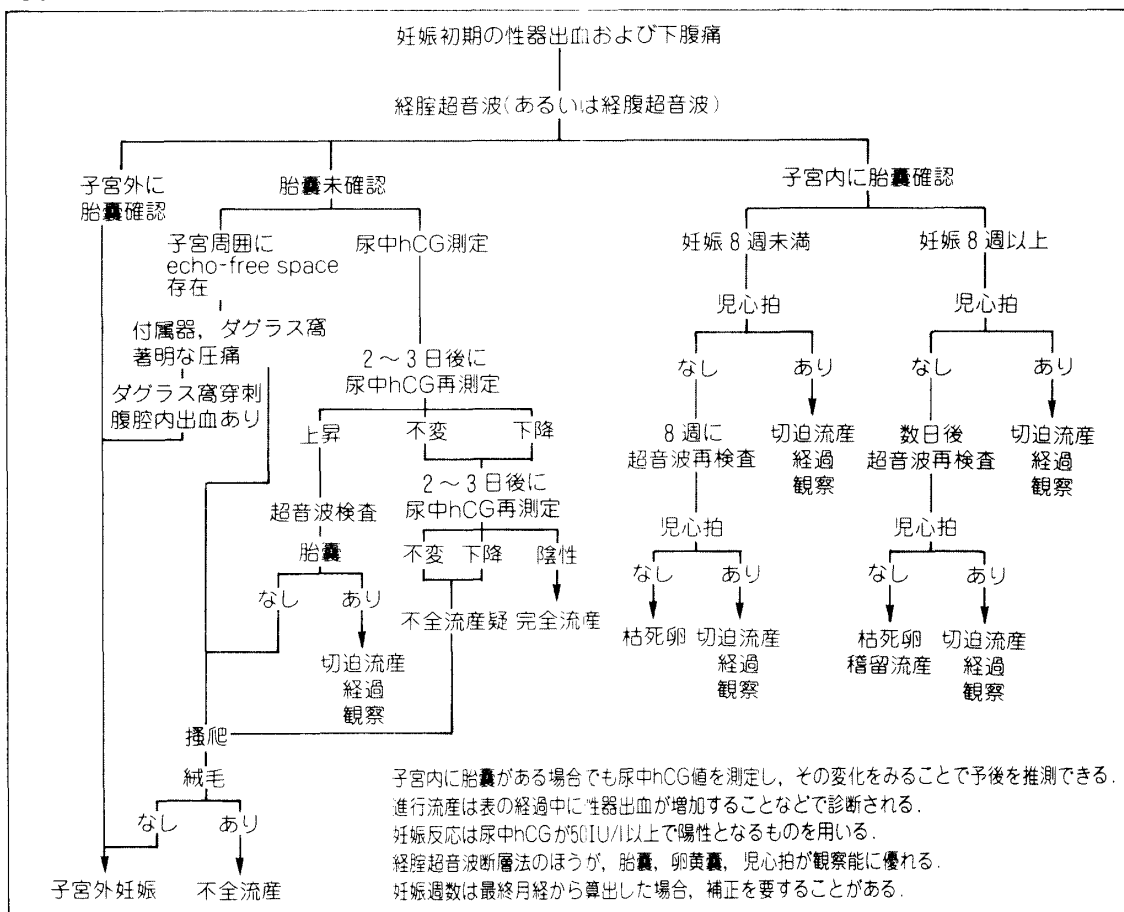 妊娠初期の性器出血および下腹痛
経腟超音波(あるいは経腹超音波)
子宮外に
胎嚢確認
胎嚢未確認
子宮内に胎嚢確認
子宮周囲に
echo-free space
存在
尿中hCG測定
付属器，ダグラス窩
著明な圧痛
ダグラス窩穿刺
腹腔内出血あり
2～3日後に
尿中hCG再測定
上昇
不変
下降
超音波検査
胎嚢
なし
あり
切迫流産
経過
観察
2～3日後に
尿中hCG再測定
不変
下降
陰性
不全流産疑
完全流産
掻爬
絨毛
なし
あり
子宮外妊娠
不全流産
妊娠8週未満
児心拍
なし
あり
8週に
超音波再検査
切迫流産
経過
観察
児心拍
なし
あり
枯死卵
切迫流産
経過
観察
妊娠8週以上
児心拍
なし
あり
数日後
超音波再検査
切迫流産
経過
観察
児心拍
なし
あり
枯死卵
稽留流産
切迫流産
経過
観察
子宮内に胎嚢がある場合でも尿中hCG値を測定し，その変化をみることで予後を推測できる．
進行流産は表の経過中に性器出血が増加することなどで診断される．
妊娠反応は尿中hCGが50IU/l以上で陽性となるものを用いる．
経腟超音波断層法のほうが，胎嚢，卵黄嚢，児心拍が観察能に優れる．
妊娠週数は最終月経から算出した場合，補正を要することがある．